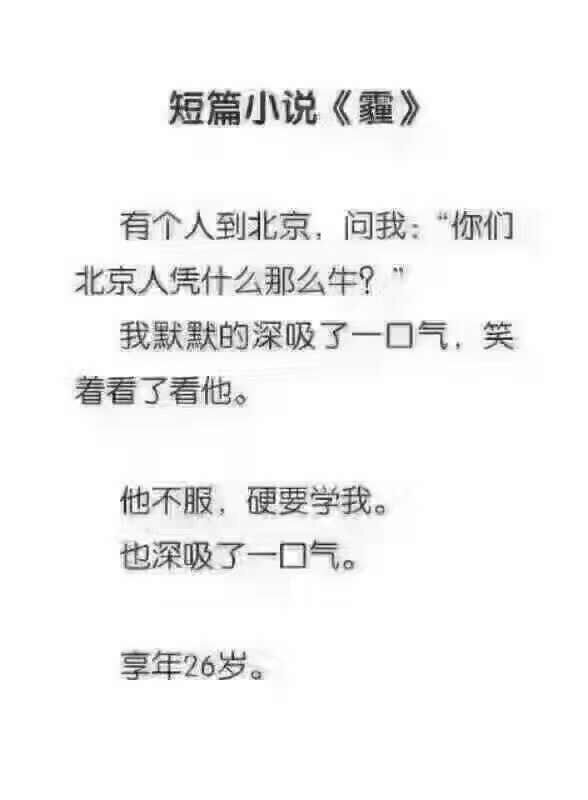 短篇小说《霾》
有个人到北京，问我：“你们
北京人凭什么那么牛？”
我默默的深吸了一口气，笑
着看了看他。
他不服，硬要学我。
也深吸了一口气。
享年26岁。